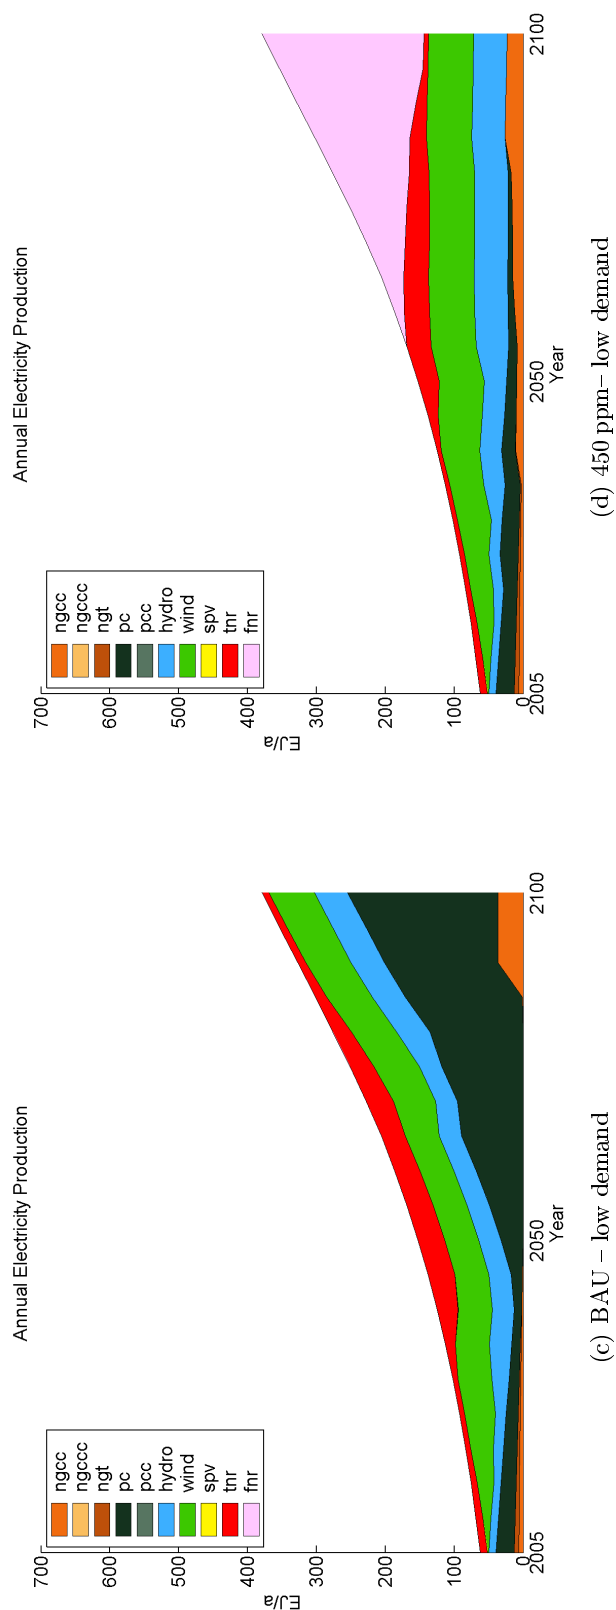 Annual Electricity Production
700
600
500
400
300
200
100
0
EJ/a
2005
2050
2100
Year
ngcc
ngccc
ngt
pc
pcc
hydro
wind
spv
tnr
fnr
(c) BAU – low demand
Annual Electricity Production
700
600
500
400
300
200
100
0
EJ/a
2005
2050
2100
Year
ngcc
ngccc
ngt
pc
pcc
hydro
wind
spv
tnr
fnr
(d) 450 ppm– low demand